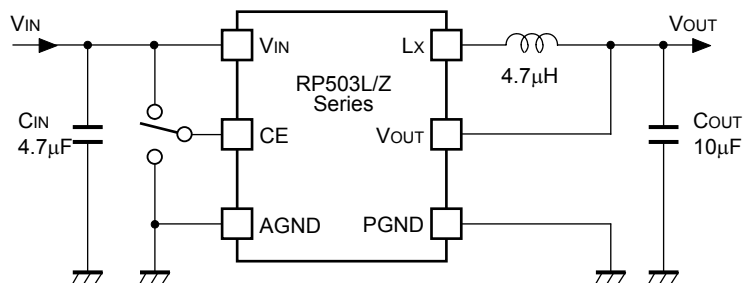 VIN
VOUT
VIN
LX
RP503L/Z
Series
4.7μH
CIN
4.7μF
CE
VOUT
COUT
10μF
AGND
PGND